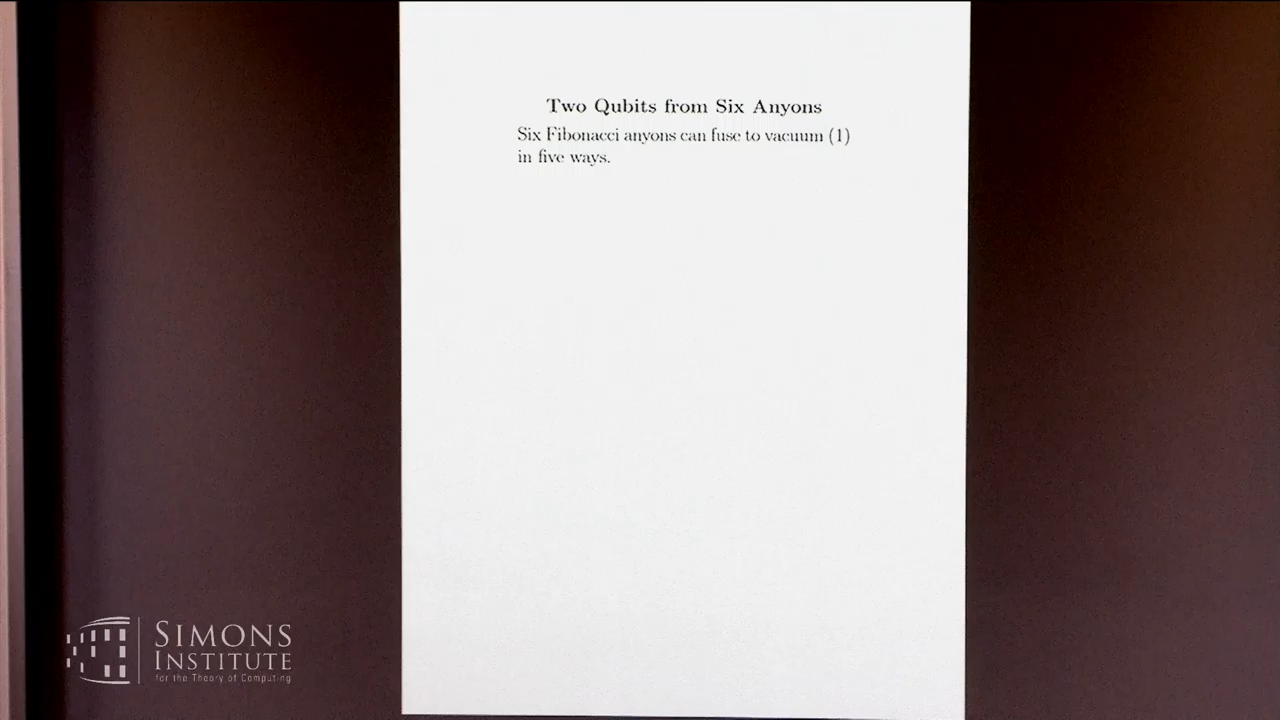 Two Qubits from Six Anyons
Six Fibonacci anyons can fuse to vacuum (1)
in five ways.
SIMONS
INSTITUTE
for the Theory of Computing